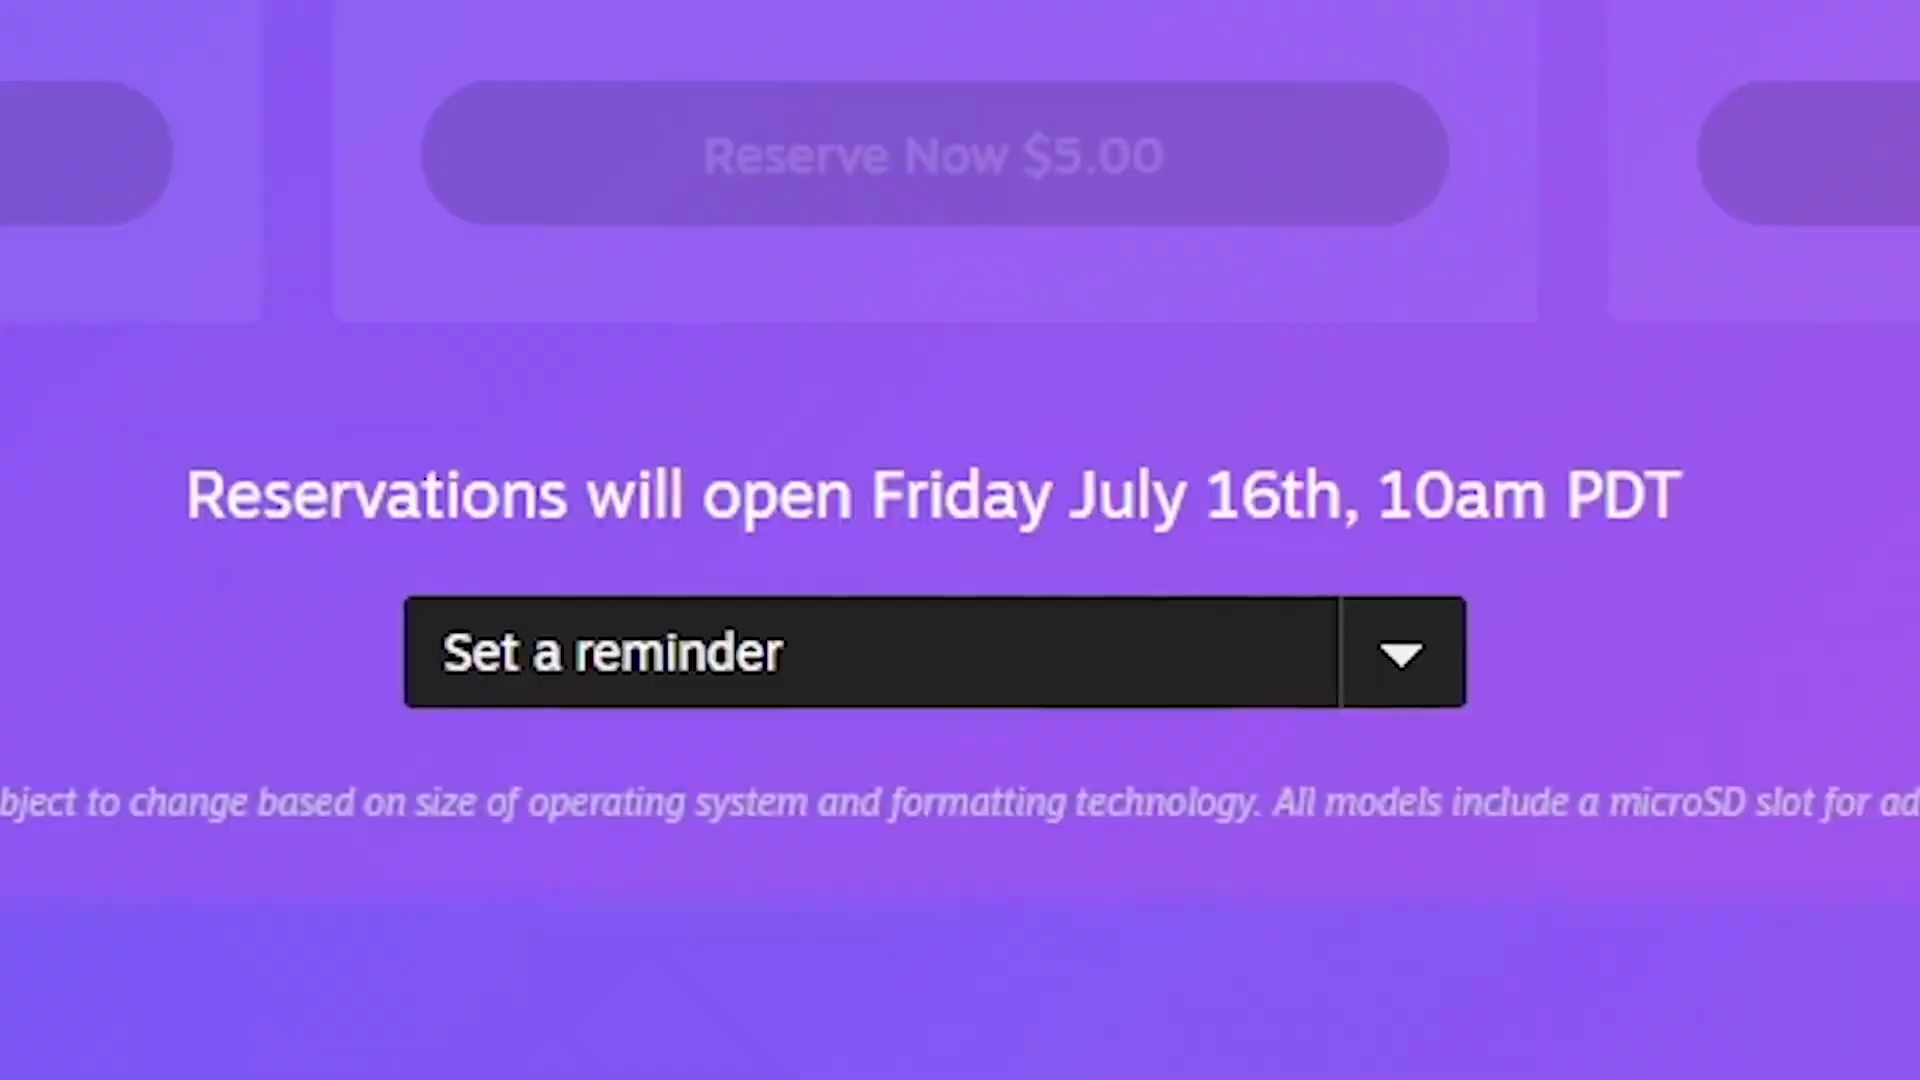 Reserve Now $5.00
Reservations will open Friday July 16th, 10am PDT
Set a reminder
bject to change based on size of operating system and formatting technology. All models include a microSD slot for ad